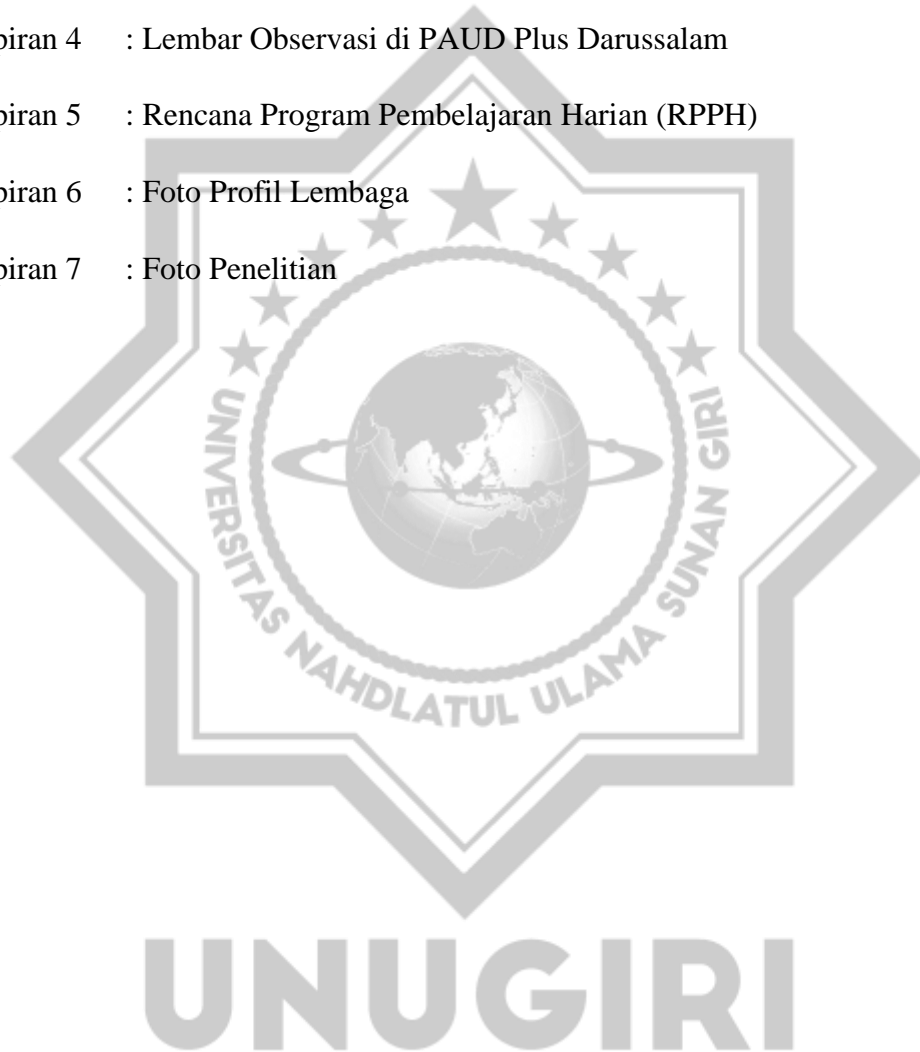 piran 4 : Lembar Observasi di PAUD Plus Darussalam
piran 5 : Rencana Program Pembelajaran Harian (RPPH)
piran 6 : Foto Profil Lembaga
piran 7 : Foto Penelitian
UNIVERSITAS NAHDLATUL ULAMA SUNAN GIRI
UNUGIRI